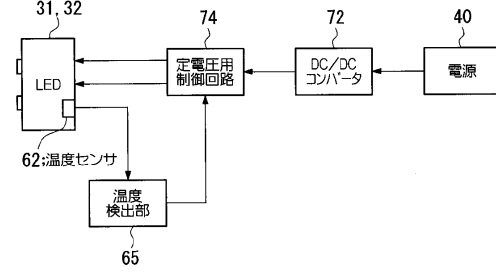 31, 32
74
72
40
LED
定電圧用
制御回路
DC/DC
コンバータ
電源
62;温度センサ
温度
検出部
65